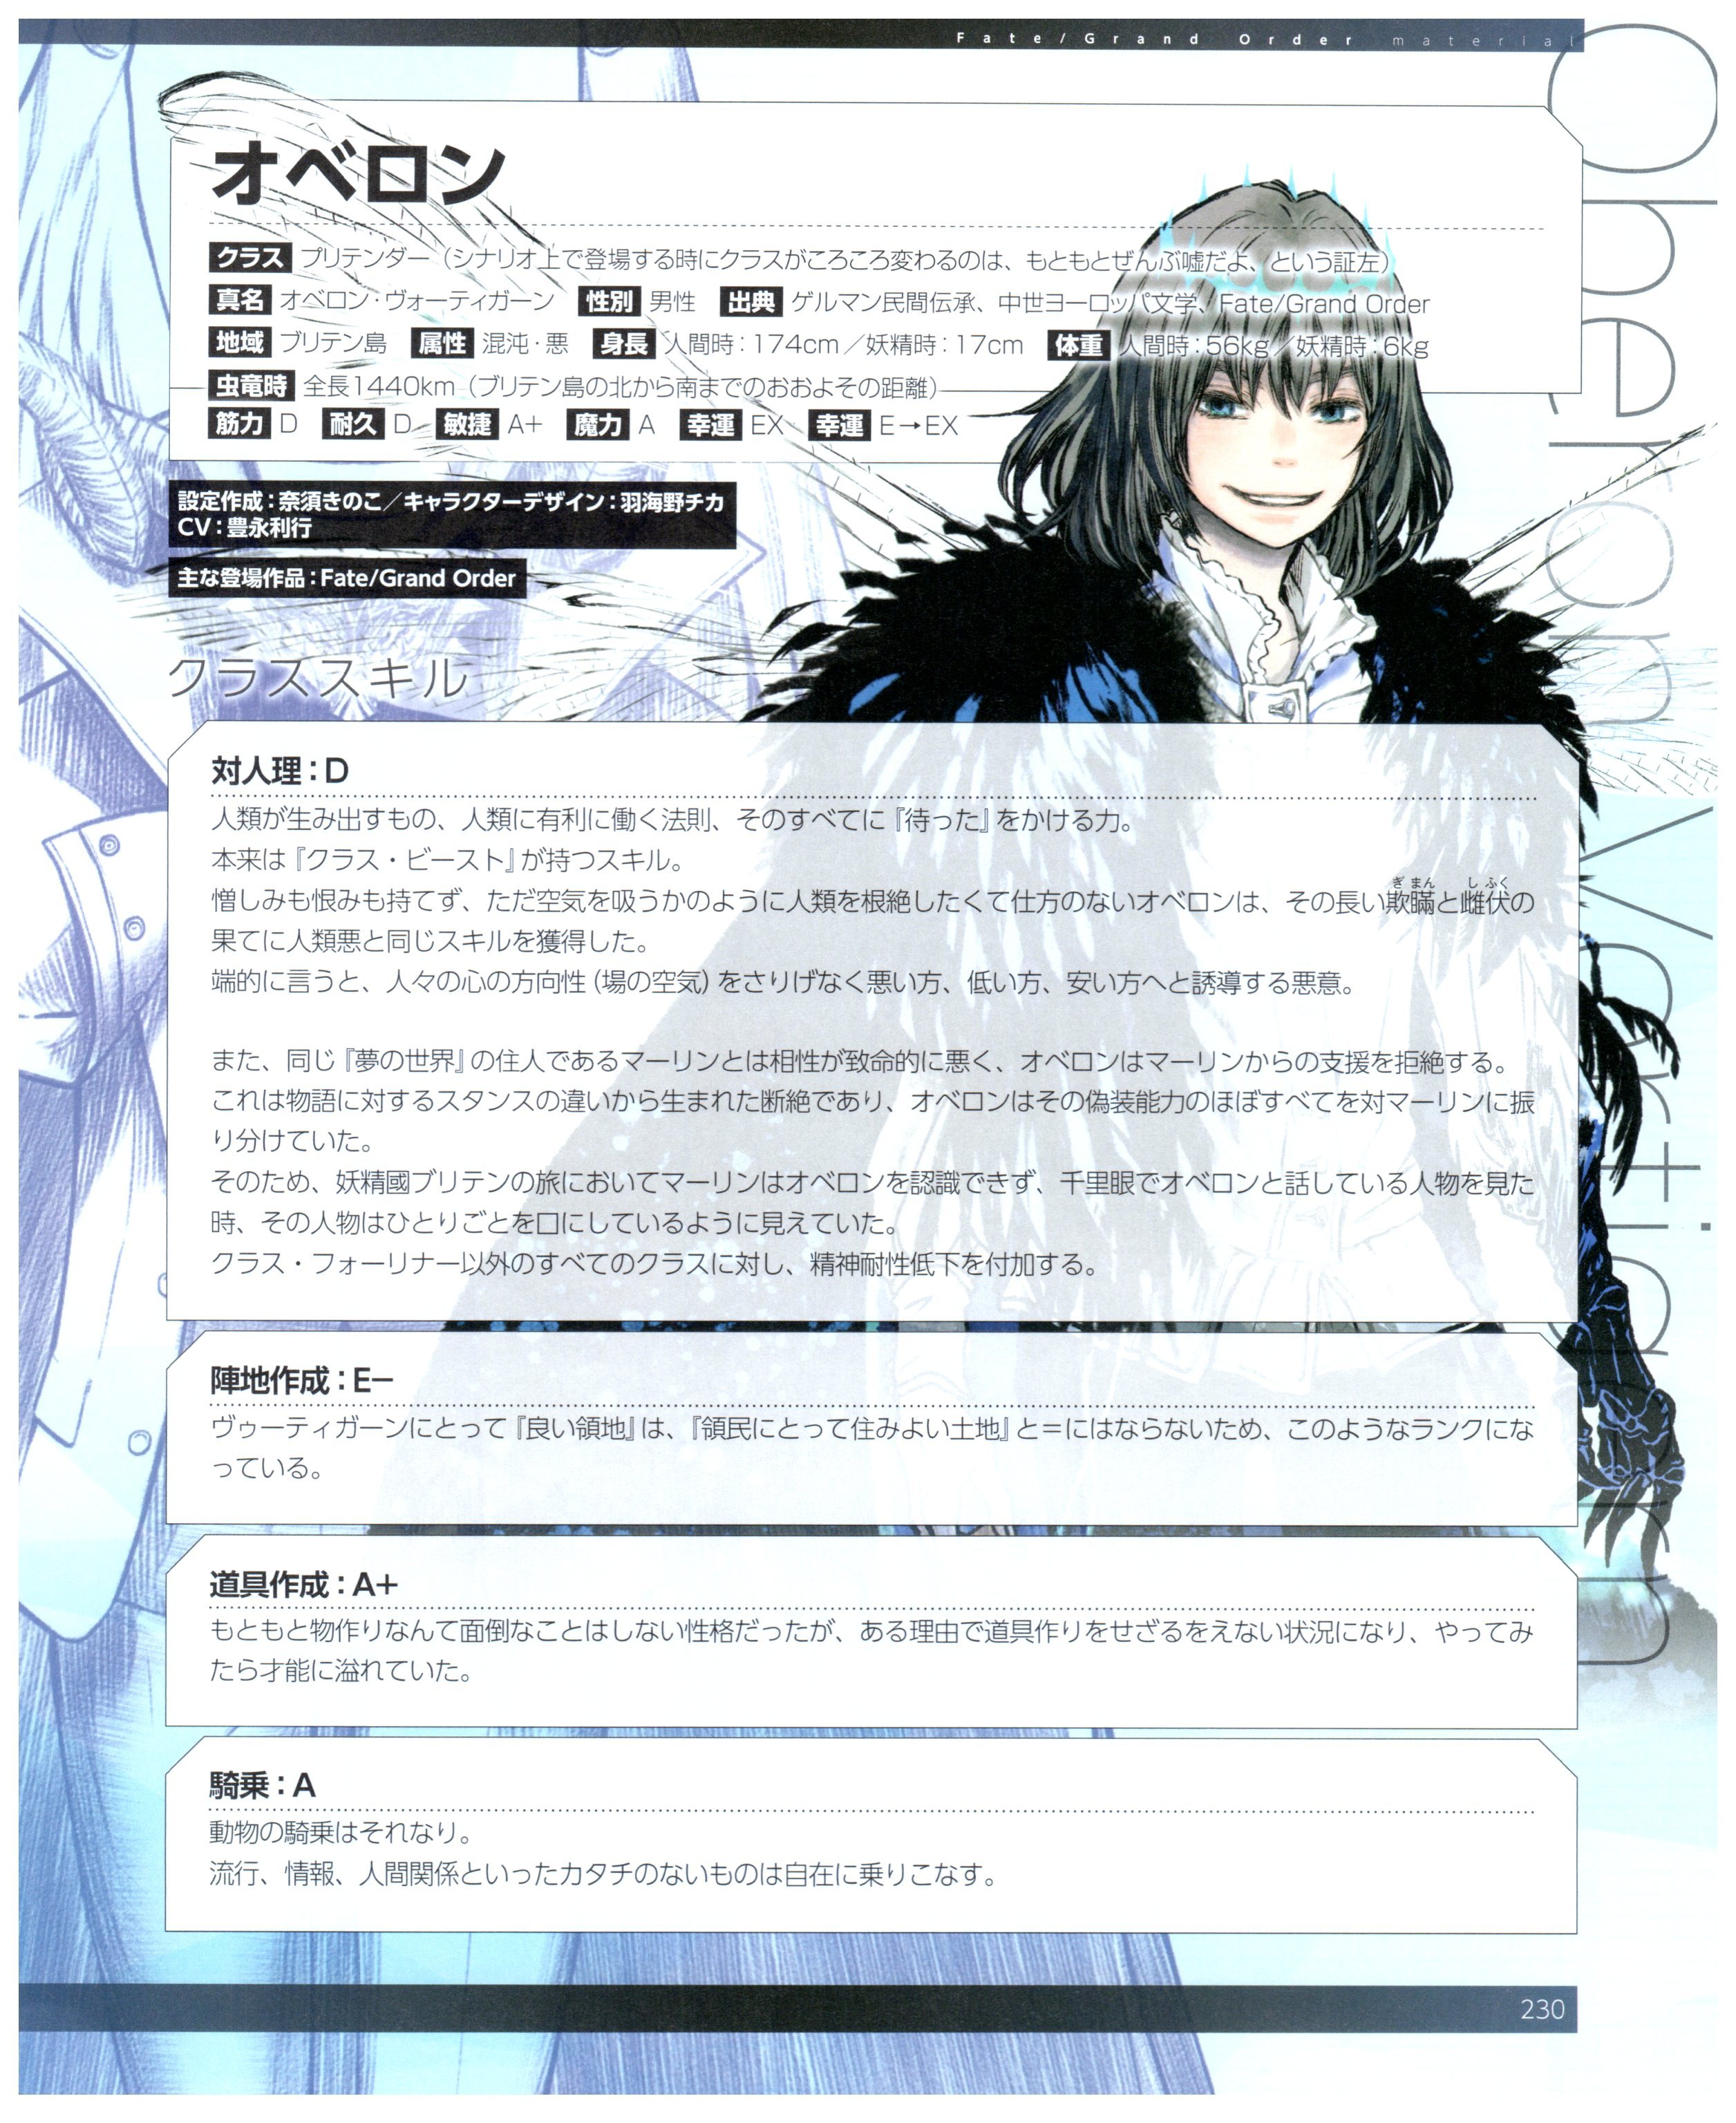 Fate/Grand Order material
Oberon Vortigern
オベロン
クラス プリテンダー（シナリオ上で登場する時にクラスがころころ変わるのは、もともとぜんぶ嘘だよ、という証左）
真名 オベロン・ヴォーティガーン 性別 男性 出典 ゲルマン民間伝承、中世ヨーロッパ文学、Fate/Grand Order
地域 ブリテン島 属性 混沌・悪 身長 人間時：174cm／妖精時：17cm 体重 人間時：56kg／妖精時：6kg
虫竜時 全長1440km（ブリテン島の北から南までのおおよその距離）
筋力 D 耐久 D 敏捷 A+ 魔力 A 幸運 EX 幸運 E→EX
設定作成：奈須きのこ／キャラクターデザイン：羽海野チカ
CV：豊永利行
主な登場作品：Fate/Grand Order
クラススキル
対人理：D
人類が生み出すもの、人類に有利に働く法則、そのすべてに『待った』をかける力。
本来は『クラス・ビースト』が持つスキル。
憎しみも恨みも持てず、ただ空気を吸うかのように人類を根絶したくて仕方のないオベロンは、その長い欺瞞（ぎまん）と雌伏（しふく）の
果てに人類悪と同じスキルを獲得した。
端的に言うと、人々の心の方向性（場の空気）をさりげなく悪い方、低い方、安い方へと誘導する悪意。
また、同じ『夢の世界』の住人であるマーリンとは相性が致命的に悪く、オベロンはマーリンからの支援を拒絶する。
これは物語に対するスタンスの違いから生まれた断絶であり、オベロンはその偽装能力のほぼすべてを対マーリンに振
り分けていた。
そのため、妖精國ブリテンの旅においてマーリンはオベロンを認識できず、千里眼でオベロンと話している人物を見た
時、その人物はひとりごとを口にしているように見えていた。
クラス・フォーリナー以外のすべてのクラスに対し、精神耐性低下を付加する。
陣地作成：E−
ヴゥーティガーンにとって『良い領地』は、『領民にとって住みよい土地』と＝にはならないため、このようなランクにな
っている。
道具作成：A+
もともと物作りなんて面倒なことはしない性格だったが、ある理由で道具作りをせざるをえない状況になり、やってみ
たら才能に溢れていた。
騎乗：A
動物の騎乗はそれなり。
流行、情報、人間関係といったカタチのないものは自在に乗りこなす。
230